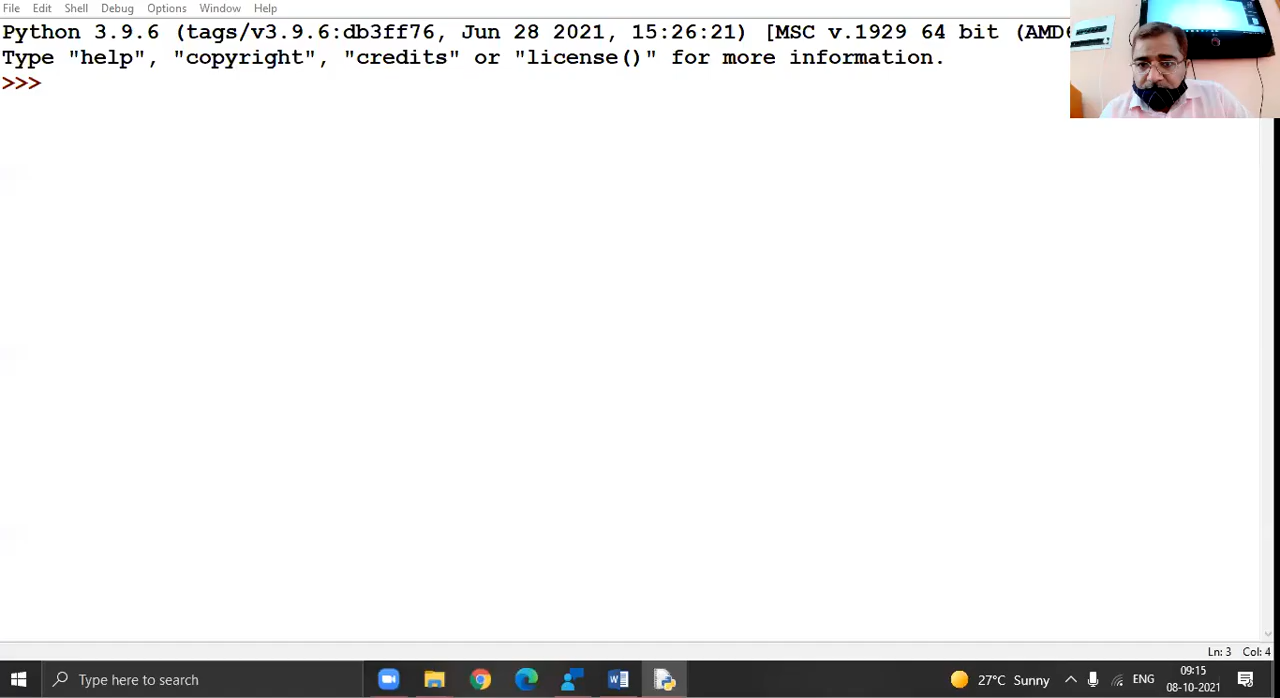 File Edit Shell Debug Options Window Help
Python 3.9.6 (tags/v3.9.6:db3ff76, Jun 28 2021, 15:26:21) [MSC v.1929 64 bit
Type "help", "copyright", "credits" or "license()" for more information.
>>>
Ln: 3 Col: 4
Type here to search
27°C Sunny
ENG
09:15
08-10-2021